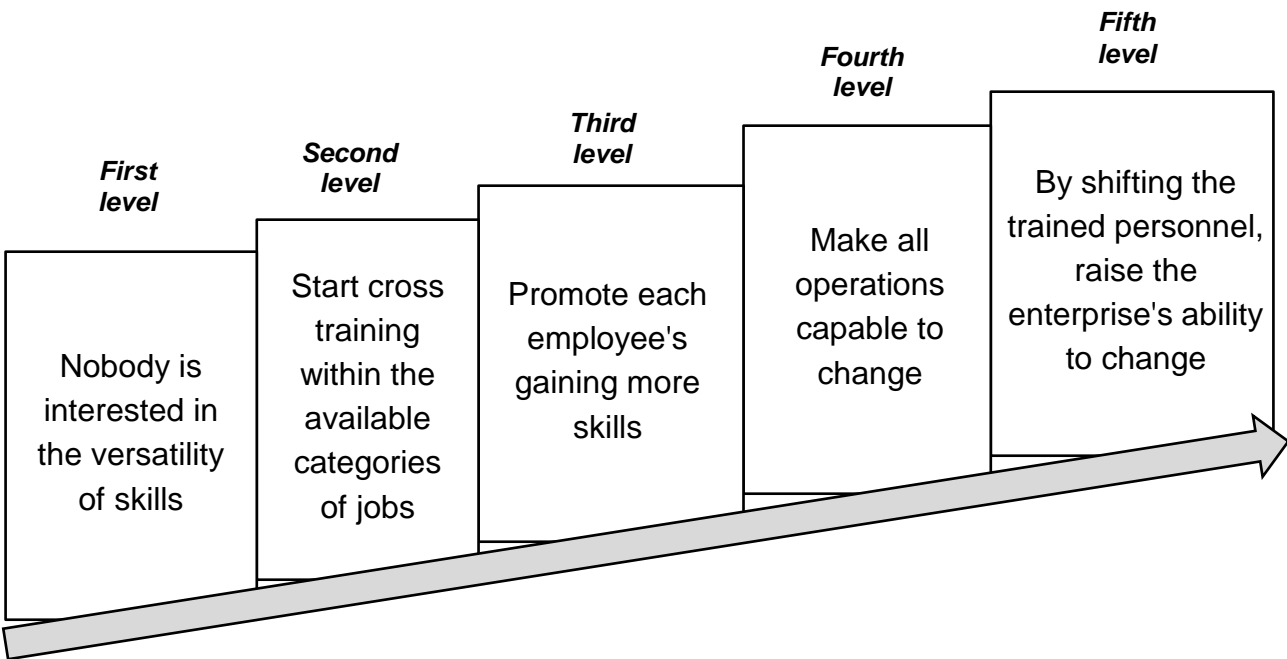 First
level
Nobody is
interested in
the versatility
of skills
Second
level
Start cross
training
within the
available
categories
of jobs
Third
level
Promote each
employee's
gaining more
skills
Fourth
level
Make all
operations
capable to
change
Fifth
level
By shifting the
trained personnel,
raise the
enterprise's ability
to change